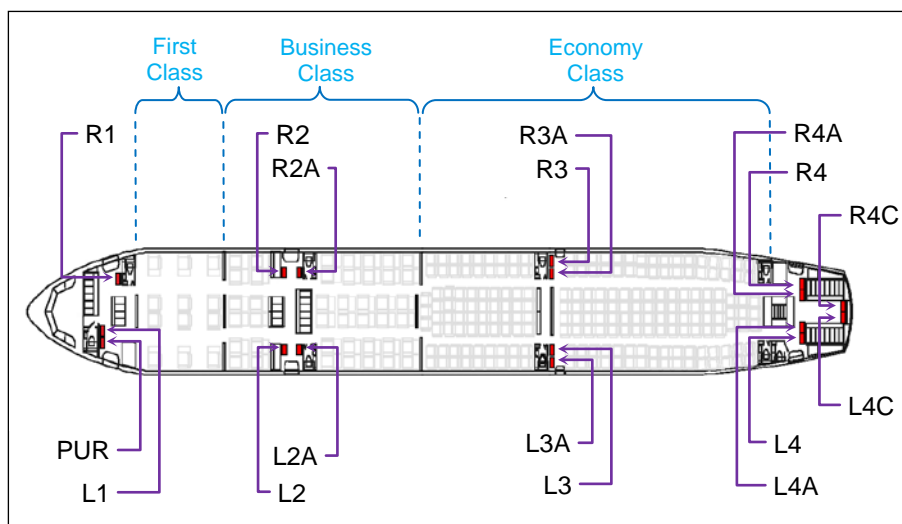 First
Class
Business
Class
Economy
Class
R1
R2
R2A
R3A
R3
R4A
R4
R4C
PUR
L1
L2A
L2
L3A
L3
L4
L4A
L4C